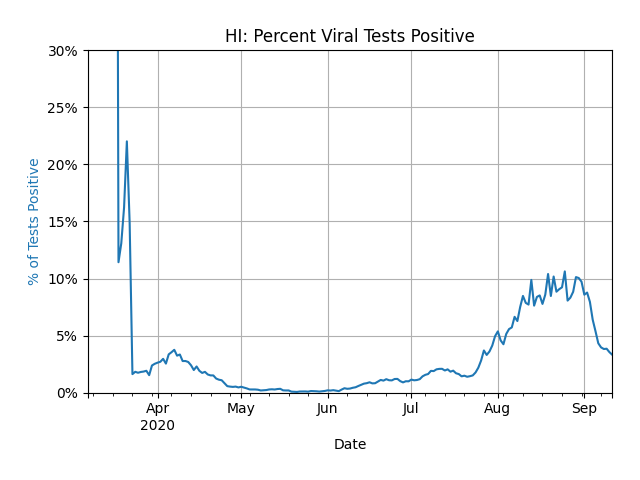 HI: Percent Viral Tests Positive
30%
25%
20%
15%
10%
5%
0%
% of Tests Positive
Apr May Jun Jul Aug Sep
2020
Date